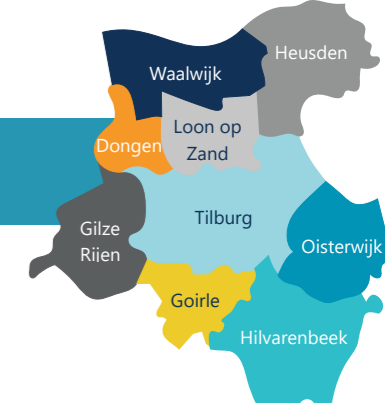 Heusden
Waalwijk
Loon op
Zand
Dongen
Tilburg
Gilze
Rijen
Oisterwijk
Goirle
Hilvarenbeek